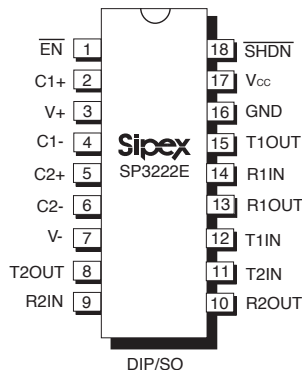 EN 1 18 SHDN
C1+ 2 17 Vcc
V+ 3 16 GND
C1- 4 Sipex 15 T1OUT
C2+ 5 SP3222E 14 R1IN
C2- 6 13 R1OUT
V- 7 12 T1IN
T2OUT 8 11 T2IN
R2IN 9 10 R2OUT
DIP/SO